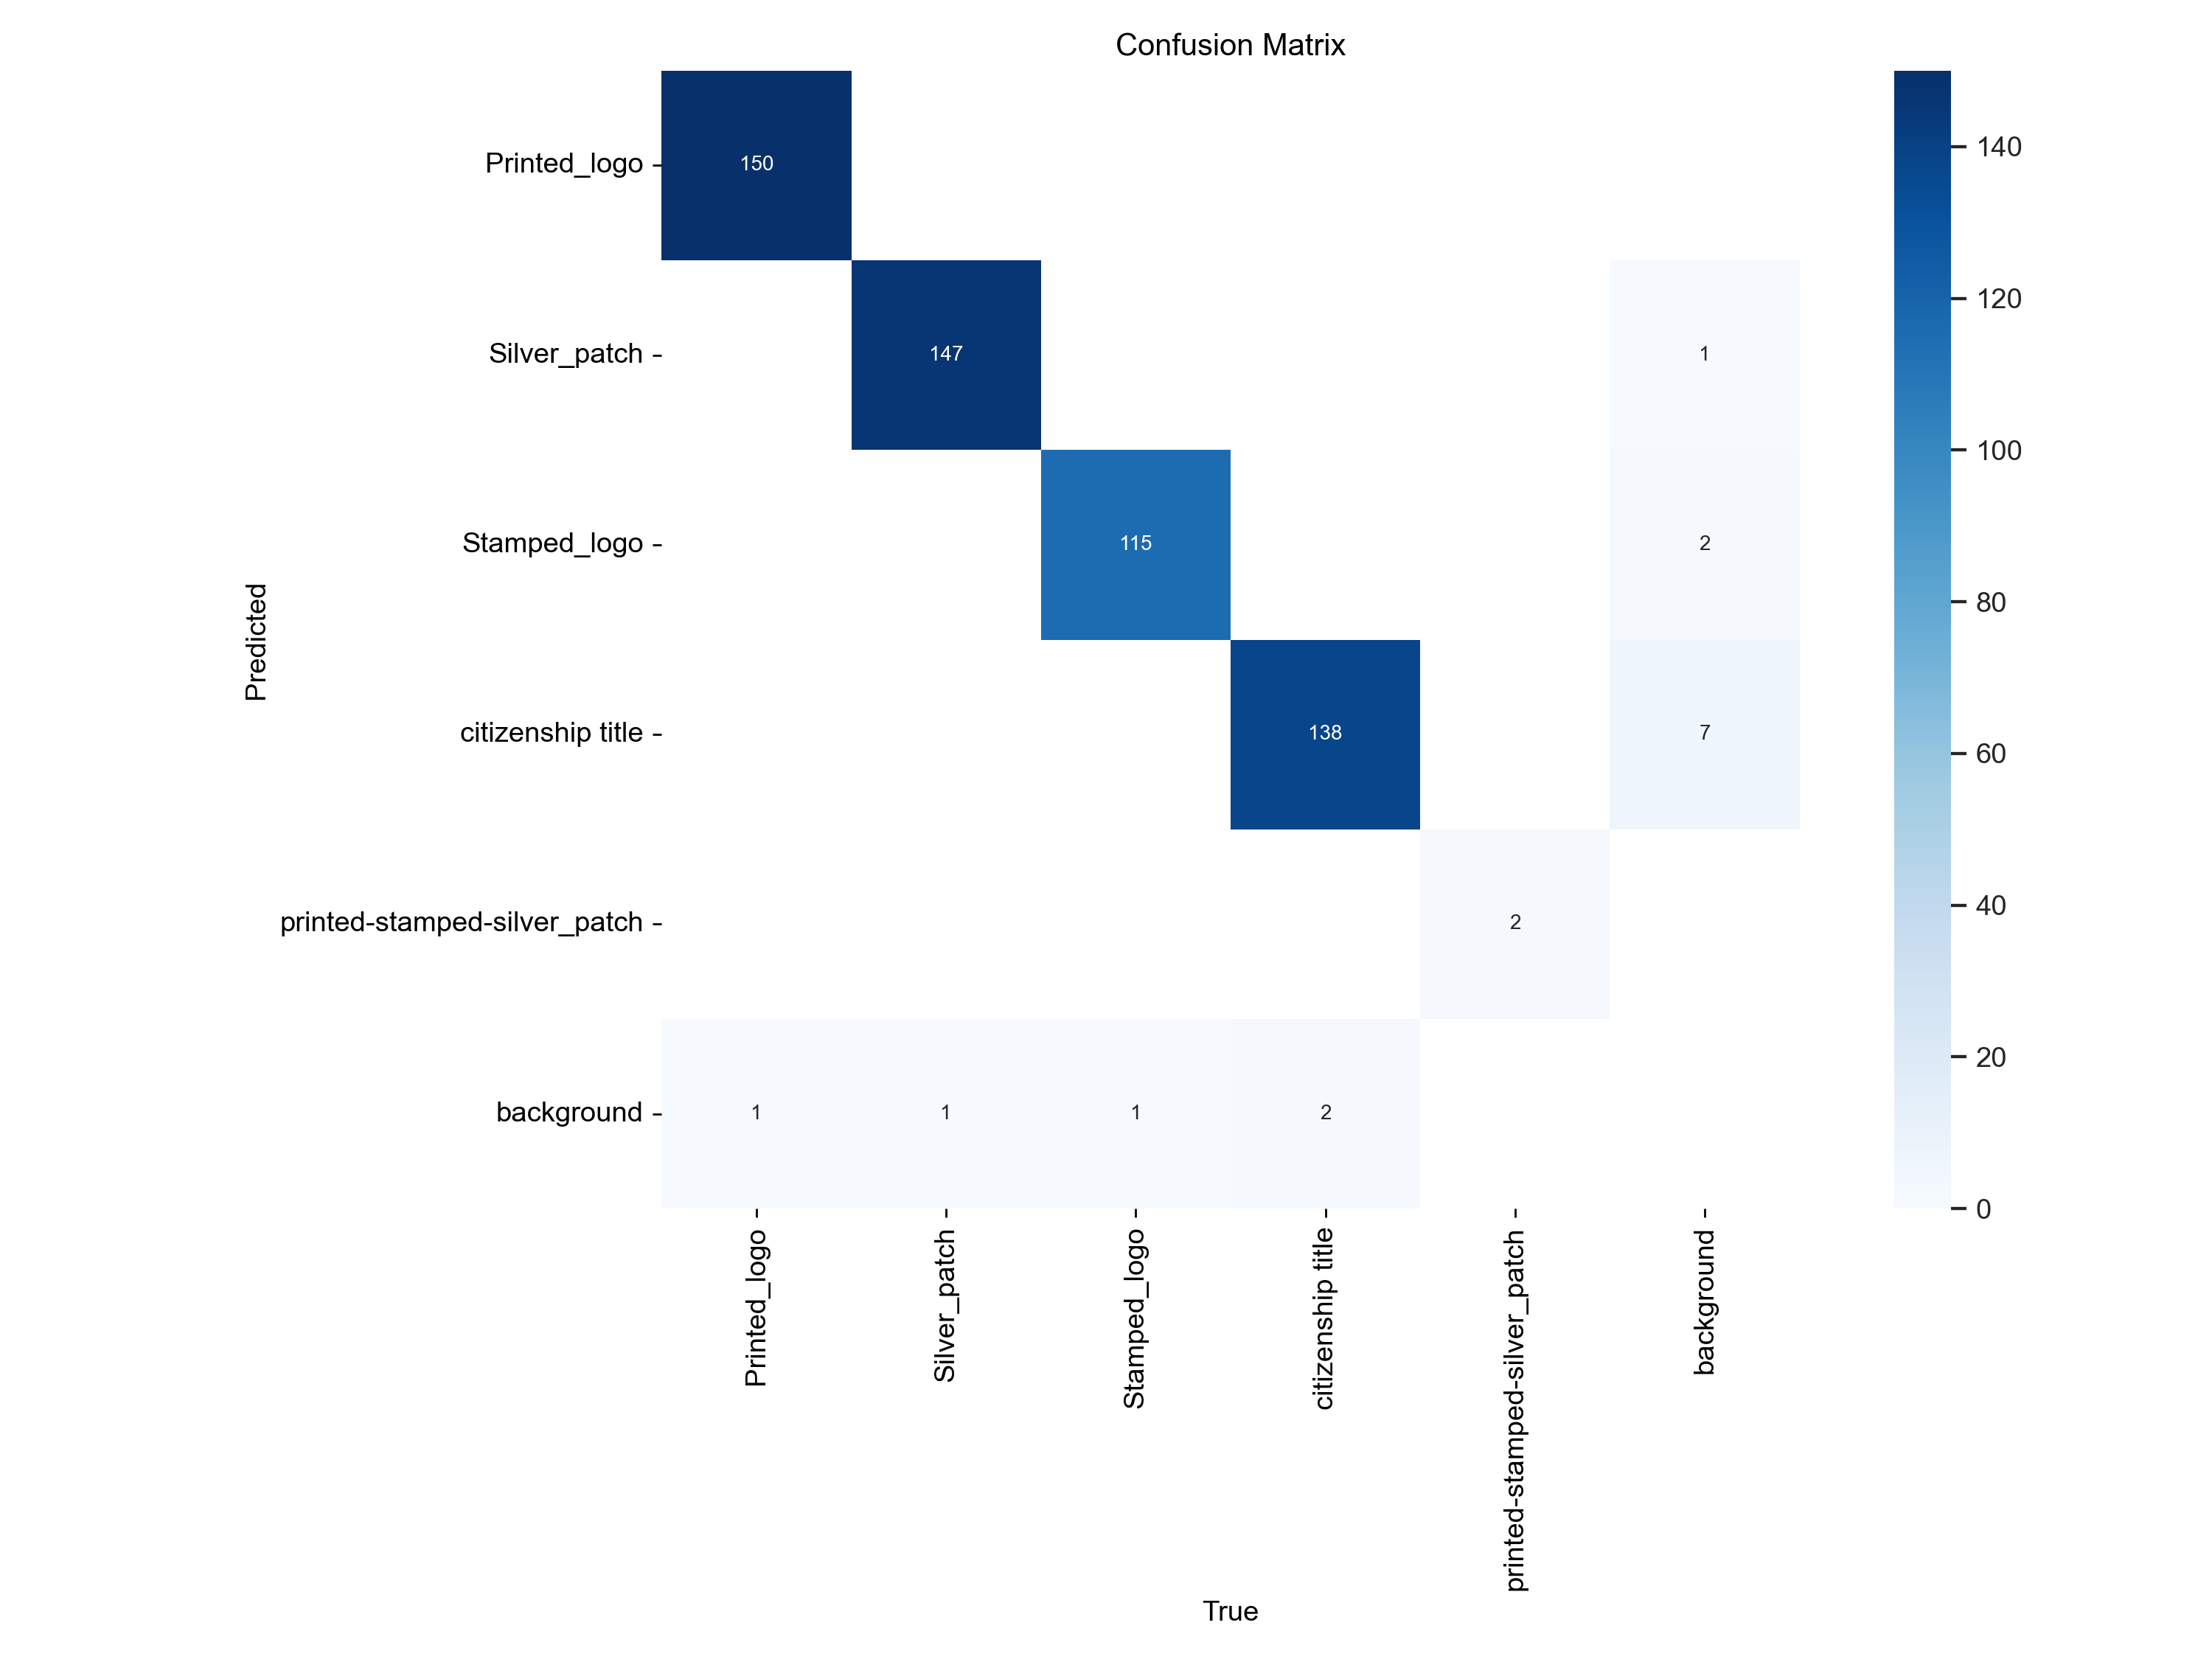 Confusion Matrix
Printed_logo
150
140
Silver_patch
147
1
120
100
Stamped_logo
115
2
80
Predicted
citizenship title
138
7
60
printed-stamped-silver_patch
2
40
background
1
1
1
2
20
0
Printed_logo
Silver_patch
Stamped_logo
citizenship title
printed-stamped-silver_patch
background
True